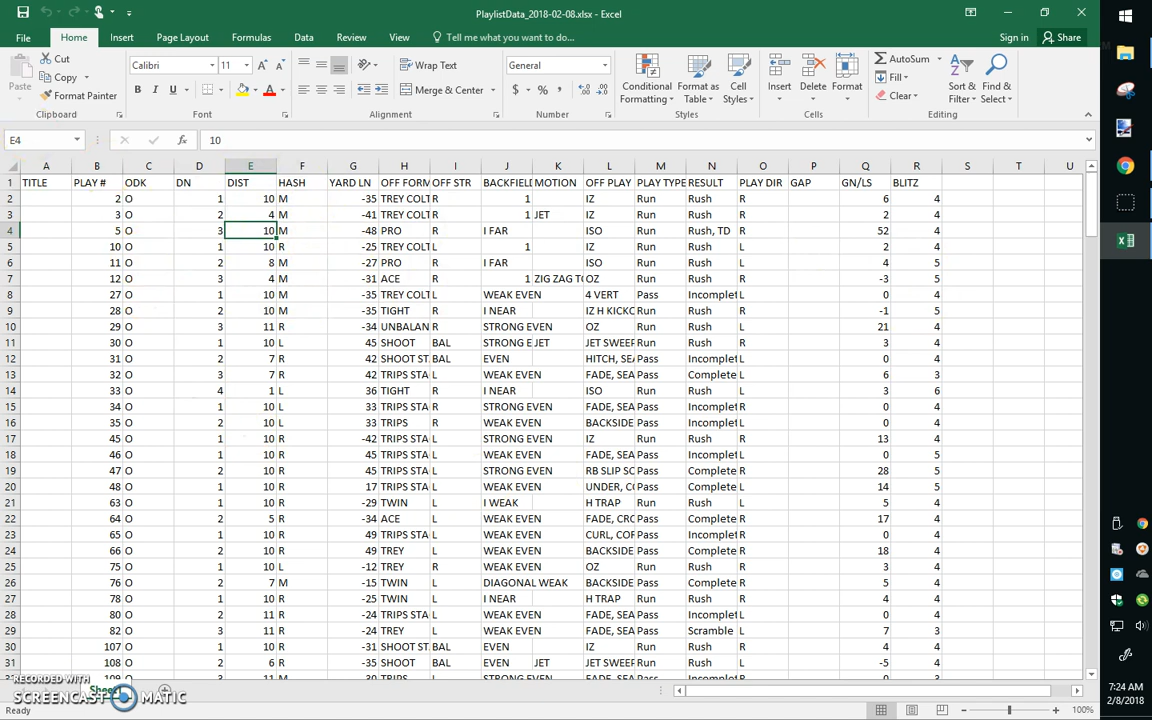 PlaylistData_2018-02-08.xlsx - Excel
File Home Insert Page Layout Formulas Data Review View Tell me what you want to do... Sign in Share
Cut Calibri 11 Wrap Text General AutoSum
Paste Copy Merge & Center $ % Conditional Formatting Format as Table Cell Styles Insert Delete Format Fill Sort & Filter Find & Select
Format Painter B I U Clear
Clipboard Font Alignment Number Styles Cells Editing
E4 fx 10
A B C D E F G H I J K L M N O P Q R S T U
1 TITLE PLAY # ODK DN DIST HASH YARD LN OFF FORM OFF STR BACKFIELD MOTION OFF PLAY PLAY TYPE RESULT PLAY DIR GAP GN/LS BLITZ
2 2 O 1 10 M -35 TREY COLT R 1 IZ Run Rush R 6 4
3 3 O 2 4 M -41 TREY COLT R 1 JET IZ Run Rush R 2 4
4 5 O 3 10 M -48 PRO R I FAR ISO Run Rush, TD R 52 4
5 10 O 1 10 R -25 TREY COLT L 1 IZ Run Rush L 2 4
6 11 O 2 8 M -27 PRO R I FAR ISO Run Rush L 4 5
7 12 O 3 4 M -31 ACE R 1 ZIG ZAG TO OZ Run Rush R -3 5
8 27 O 1 10 M -35 TREY COLT L WEAK EVEN 4 VERT Pass Incomplet L 0 4
9 28 O 2 10 M -35 TIGHT R I NEAR IZ H KICKO Run Rush R -1 5
10 29 O 3 11 R -34 UNBALAN R STRONG EVEN OZ Run Rush L 21 4
11 30 O 1 10 L 45 SHOOT BAL STRONG E JET JET SWEEP Run Rush R 3 4
12 31 O 2 7 R 42 SHOOT ST BAL EVEN HITCH, SEA Pass Incomplet L 0 4
13 32 O 3 7 R 42 TRIPS STA L WEAK EVEN FADE, SEA Pass Complete L 6 3
14 33 O 4 1 L 36 TIGHT R I NEAR ISO Run Rush L 3 6
15 34 O 1 10 L 33 TRIPS STA R STRONG EVEN FADE, SEA Pass Incomplet R 0 4
16 35 O 2 10 L 33 TRIPS R WEAK EVEN BACKSIDE Pass Incomplet R 0 4
17 45 O 1 10 R -42 TRIPS STA L STRONG EVEN IZ Run Rush R 13 4
18 46 O 1 10 R 45 TRIPS STA L WEAK EVEN FADE, SEA Pass Incomplet L 0 5
19 47 O 2 10 R 45 TRIPS STA L STRONG EVEN RB SLIP SC Pass Complete R 28 5
20 48 O 1 10 R 17 TRIPS STA L WEAK EVEN UNDER, CO Pass Complete L 14 5
21 63 O 1 10 R -29 TWIN L I WEAK H TRAP Run Rush L 5 4
22 64 O 2 5 R -34 ACE L WEAK EVEN FADE, CRO Pass Complete R 17 4
23 65 O 1 10 R 49 TRIPS STA L WEAK EVEN CURL, COR Pass Incomplet R 0 4
24 66 O 2 10 R 49 TREY L WEAK EVEN BACKSIDE Pass Complete R 18 4
25 75 O 1 10 L -12 TREY R WEAK EVEN OZ Run Rush R 3 4
26 76 O 2 7 M -15 TWIN L DIAGONAL WEAK BACKSIDE Pass Complete R 5 4
27 78 O 1 10 R -25 TWIN L I NEAR H TRAP Run Rush R 4 4
28 80 O 2 11 R -24 TRIPS STA L WEAK EVEN FADE, SEA Pass Incomplet L 0 4
29 82 O 3 11 R -24 TREY L WEAK EVEN FADE, SEA Pass Scramble L 7 3
30 107 O 1 10 R -31 SHOOT ST BAL EVEN IZ Run Rush R 4 4
31 108 O 2 6 R -35 SHOOT BAL EVEN JET JET SWEEP Run Rush L -5 4
109 O 3 11 M -30 TRIPS L WEAK EVEN FADE, SEA Pass Incomplet L 0 4
Sheet1
RECORDED WITH
SCREENCAST MATIC
Ready 100%
7:24 AM
2/8/2018